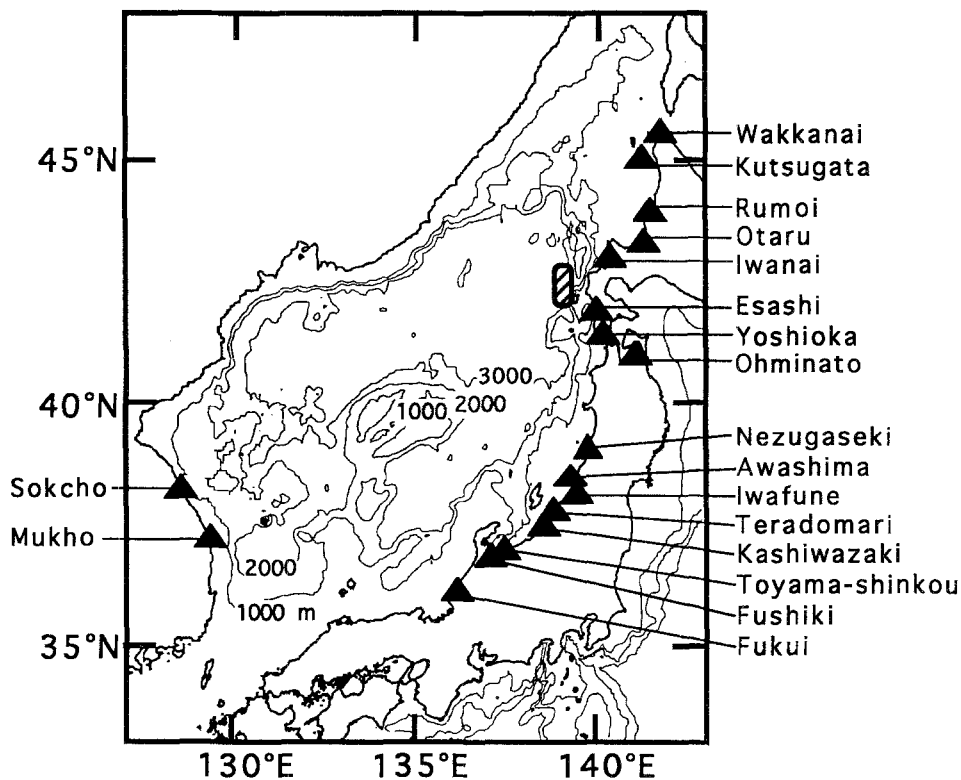 Wakkanai
45°N
Kutsugata
Rumoi
Otaru
Iwanai
Esashi
Yoshioka
Ohminato
3000
40°N
1000
2000
Nezugaseki
Awashima
Sokcho
Iwafune
Teradomari
Mukho
Kashiwazaki
2000
Toyama-shinkou
1000 m
Fushiki
35°N
Fukui
130°E
135°E
140°E